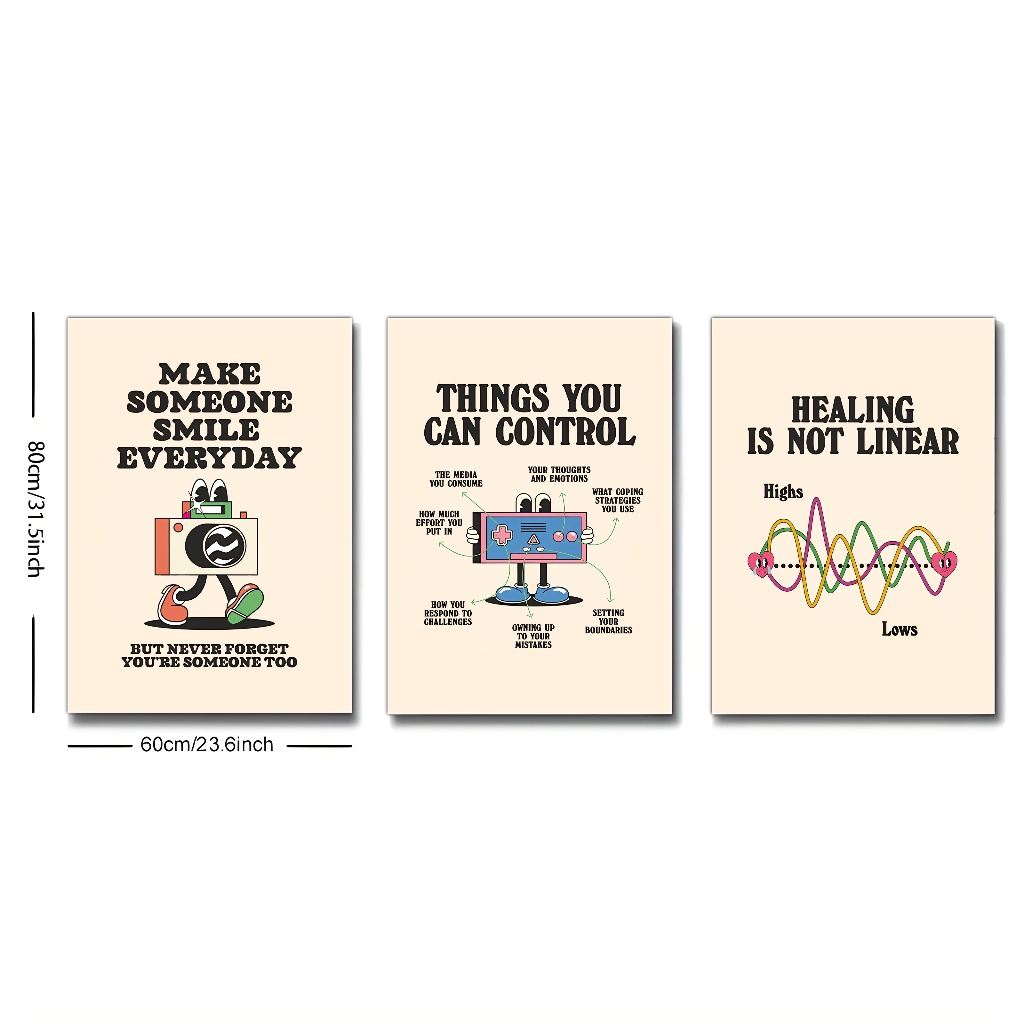 80cm/31.5inch
MAKE
SOMEONE
SMILE
EVERYDAY
BUT NEVER FORGET
YOU'RE SOMEONE TOO
60cm/23.6inch
THINGS YOU
CAN CONTROL
THE MEDIA
YOU CONSUME
YOUR THOUGHTS
AND EMOTIONS
WHAT COPING
STRATEGIES
YOU USE
HOW MUCH
EFFORT YOU
PUT IN
HOW YOU
RESPOND TO
CHALLENGES
OWNING UP
TO YOUR
MISTAKES
SETTING
YOUR
BOUNDARIES
HEALING
IS NOT LINEAR
Highs
Lows